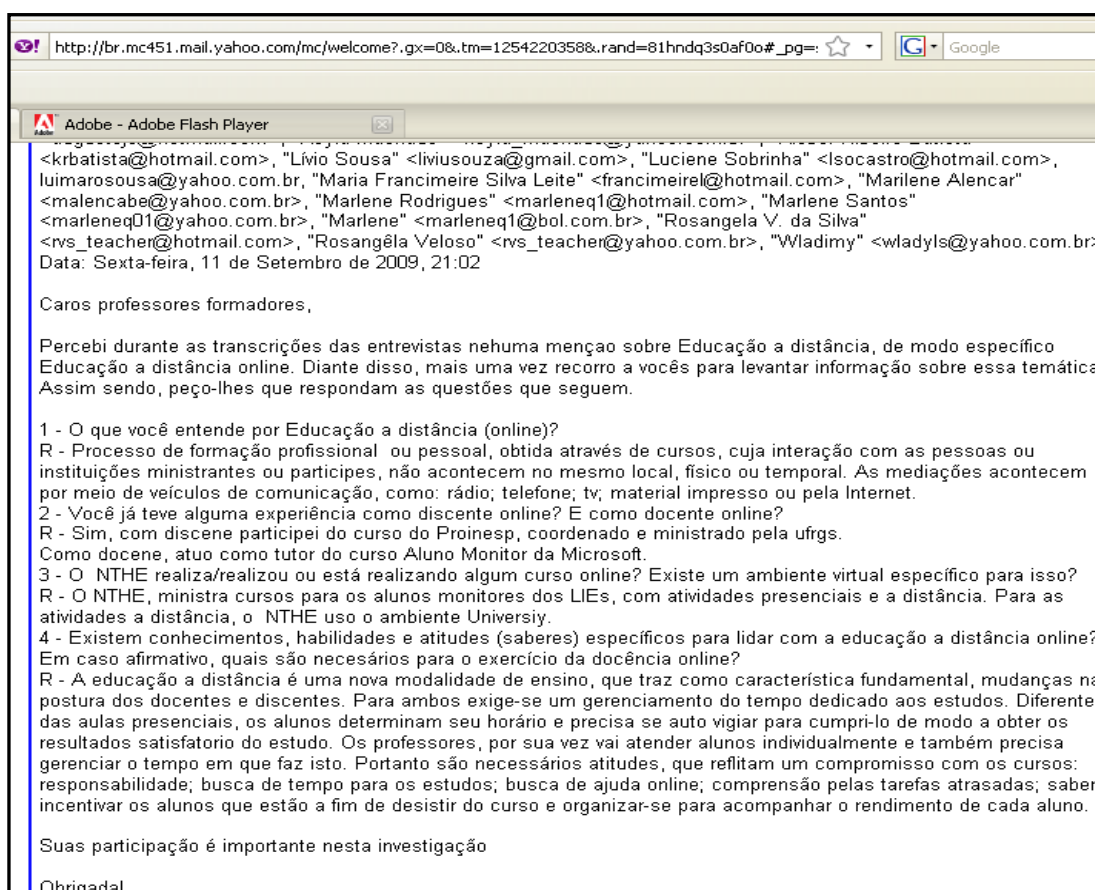 http://br.mc451.mail.yahoo.com/mc/welcome?.gx=0&.tm=1254220358&.rand=81hndq3s0af0o#_pg=:
Google
Adobe - Adobe Flash Player
<krbatista@hotmail.com>, "Lívio Sousa" <liviusouza@gmail.com>, "Luciene Sobrinha" <lsocastro@hotmail.com>,
luimarosousa@yahoo.com.br, "Maria Francimeire Silva Leite" <francimeirel@hotmail.com>, "Marilene Alencar"
<malencabe@yahoo.com.br>, "Marlene Rodrigues" <marleneq1@hotmail.com>, "Marlene Santos"
<marleneq01@yahoo.com.br>, "Marlene" <marleneq1@bol.com.br>, "Rosangela V. da Silva"
<rvs_teacher@hotmail.com>, "Rosangêla Veloso" <rvs_teacher@yahoo.com.br>, "Wladimy" <wladyls@yahoo.com.br>
Data: Sexta-feira, 11 de Setembro de 2009, 21:02
Caros professores formadores,
Percebi durante as transcrições das entrevistas nehuma mençao sobre Educação a distância, de modo específico
Educação a distância online. Diante disso, mais uma vez recorro a vocês para levantar informação sobre essa temática
Assim sendo, peço-lhes que respondam as questões que seguem.
1 - O que você entende por Educação a distância (online)?
R - Processo de formação profissional ou pessoal, obtida através de cursos, cuja interação com as pessoas ou
instituições ministrantes ou participes, não acontecem no mesmo local, físico ou temporal. As mediações acontecem
por meio de veículos de comunicação, como: rádio; telefone; tv; material impresso ou pela Internet.
2 - Você já teve alguma experiência como discente online? E como docente online?
R - Sim, com discene participei do curso do Proinesp, coordenado e ministrado pela ufrgs.
Como docene, atuo como tutor do curso Aluno Monitor da Microsoft.
3 - O NTHE realiza/realizou ou está realizando algum curso online? Existe um ambiente virtual específico para isso?
R - O NTHE, ministra cursos para os alunos monitores dos LIEs, com atividades presenciais e a distância. Para as
atividades a distância, o NTHE uso o ambiente Universiy.
4 - Existem conhecimentos, habilidades e atitudes (saberes) específicos para lidar com a educação a distância online?
Em caso afirmativo, quais são necesários para o exercício da docência online?
R - A educação a distância é uma nova modalidade de ensino, que traz como característica fundamental, mudanças na
postura dos docentes e discentes. Para ambos exige-se um gerenciamento do tempo dedicado aos estudos. Diferente
das aulas presenciais, os alunos determinam seu horário e precisa se auto vigiar para cumpri-lo de modo a obter os
resultados satisfatorio do estudo. Os professores, por sua vez vai atender alunos individualmente e também precisa
gerenciar o tempo em que faz isto. Portanto são necessários atitudes, que reflitam um compromisso com os cursos:
responsabilidade; busca de tempo para os estudos; busca de ajuda online; comprensão pelas tarefas atrasadas; saber
incentivar os alunos que estão a fim de desistir do curso e organizar-se para acompanhar o rendimento de cada aluno.
Suas participação é importante nesta investigação
Obrigada!